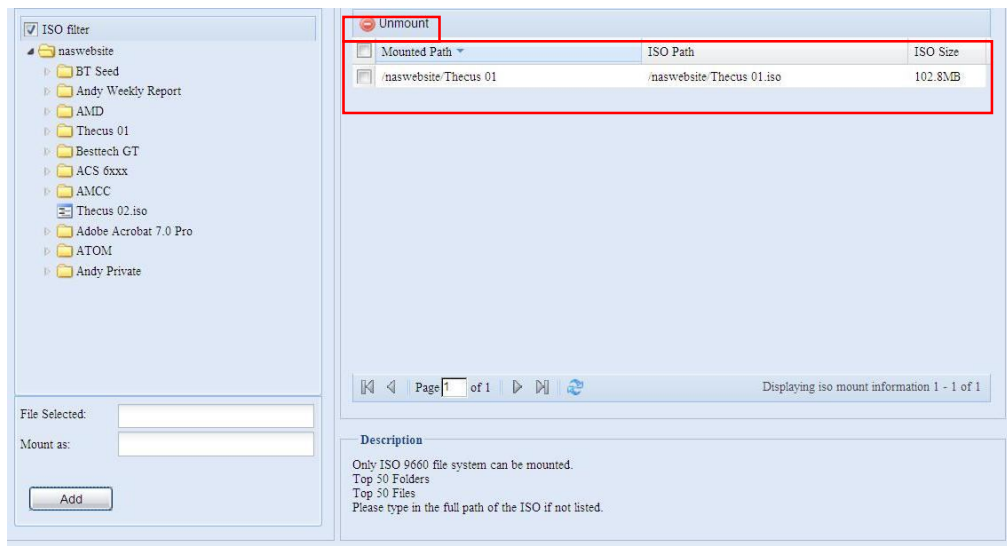 ISO filter
naswebsite
BT Seed
Andy Weekly Report
AMD
Thecus 01
Besttech GT
ACS 6xxx
AMCC
Thecus 02.iso
Adobe Acrobat 7.0 Pro
ATOM
Andy Private
File Selected:
Mount as:
Add
Unmount
Mounted Path ISO Path ISO Size
/naswebsite/Thecus 01 /naswebsite/Thecus 01.iso 102.8MB
Page 1 of 1 Displaying iso mount information 1 - 1 of 1
Description
Only ISO 9660 file system can be mounted.
Top 50 Folders
Top 50 Files
Please type in the full path of the ISO if not listed.